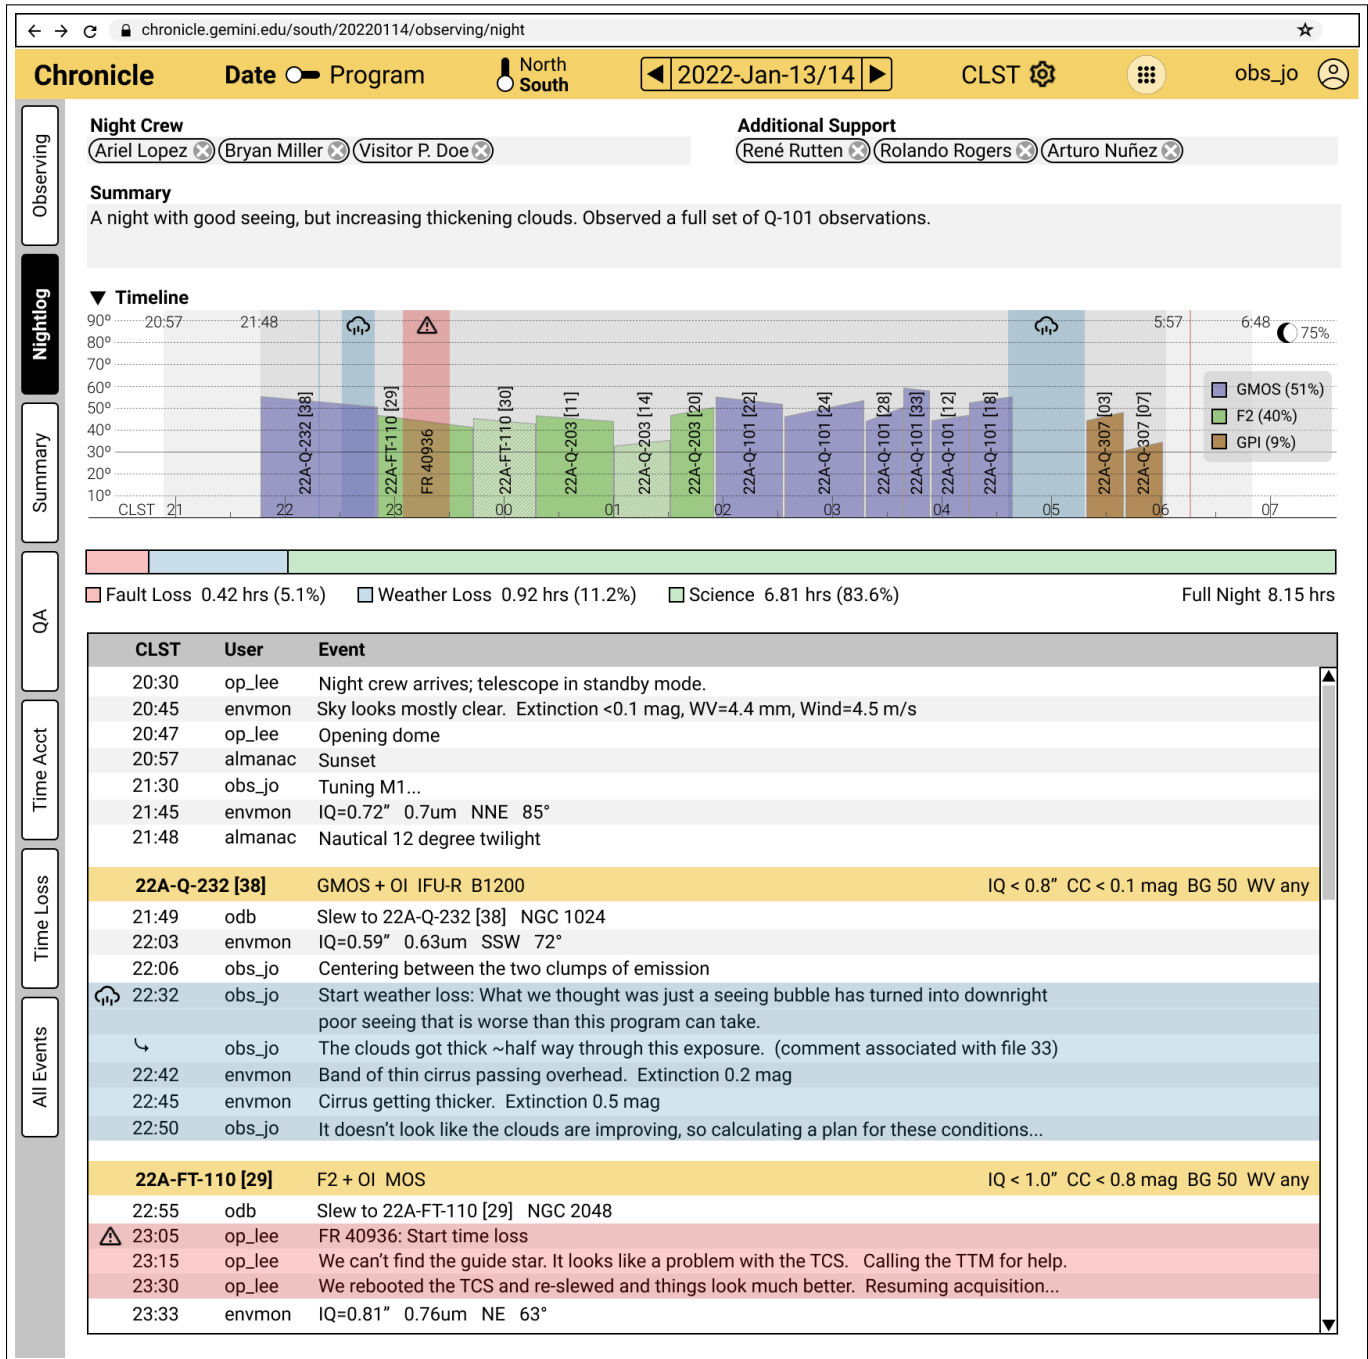 chronicle.gemini.edu/south/20220114/observing/night
Chronicle Date Program North South 2022-Jan-13/14 CLST obs_jo
Observing
Nightlog
Summary
QA
Time Acct
Time Loss
All Events
Night Crew
Ariel Lopez Bryan Miller Visitor P. Doe
Additional Support
René Rutten Rolando Rogers Arturo Nuñez
Summary
A night with good seeing, but increasing thickening clouds. Observed a full set of Q-101 observations.
▼ Timeline
90º 20:57 21:48 5:57 6:48 75%
80º
70º
60º
50º
40º
30º
20º
10º
22A-Q-232 [38]
22A-FT-110 [29]
FR 40936
22A-FT-110 [30]
22A-Q-203 [11]
22A-Q-203 [14]
22A-Q-203 [20]
22A-Q-101 [22]
22A-Q-101 [24]
22A-Q-101 [28]
22A-Q-101 [33]
22A-Q-101 [12]
22A-Q-101 [18]
22A-Q-307 [03]
22A-Q-307 [07]
GMOS (51%)
F2 (40%)
GPI (9%)
CLST 21 22 23 00 01 02 03 04 05 06 07
Fault Loss 0.42 hrs (5.1%) Weather Loss 0.92 hrs (11.2%) Science 6.81 hrs (83.6%) Full Night 8.15 hrs
CLST User Event
20:30 op_lee Night crew arrives; telescope in standby mode.
20:45 envmon Sky looks mostly clear. Extinction <0.1 mag, WV=4.4 mm, Wind=4.5 m/s
20:47 op_lee Opening dome
20:57 almanac Sunset
21:30 obs_jo Tuning M1...
21:45 envmon IQ=0.72” 0.7um NNE 85°
21:48 almanac Nautical 12 degree twilight
22A-Q-232 [38] GMOS + OI IFU-R B1200 IQ < 0.8” CC < 0.1 mag BG 50 WV any
21:49 odb Slew to 22A-Q-232 [38] NGC 1024
22:03 envmon IQ=0.59” 0.63um SSW 72°
22:06 obs_jo Centering between the two clumps of emission
22:32 obs_jo Start weather loss: What we thought was just a seeing bubble has turned into downright
poor seeing that is worse than this program can take.
obs_jo The clouds got thick ~half way through this exposure. (comment associated with file 33)
22:42 envmon Band of thin cirrus passing overhead. Extinction 0.2 mag
22:45 envmon Cirrus getting thicker. Extinction 0.5 mag
22:50 obs_jo It doesn’t look like the clouds are improving, so calculating a plan for these conditions...
22A-FT-110 [29] F2 + OI MOS IQ < 1.0” CC < 0.8 mag BG 50 WV any
22:55 odb Slew to 22A-FT-110 [29] NGC 2048
23:05 op_lee FR 40936: Start time loss
23:15 op_lee We can’t find the guide star. It looks like a problem with the TCS. Calling the TTM for help.
23:30 op_lee We rebooted the TCS and re-slewed and things look much better. Resuming acquisition...
23:33 envmon IQ=0.81” 0.76um NE 63°